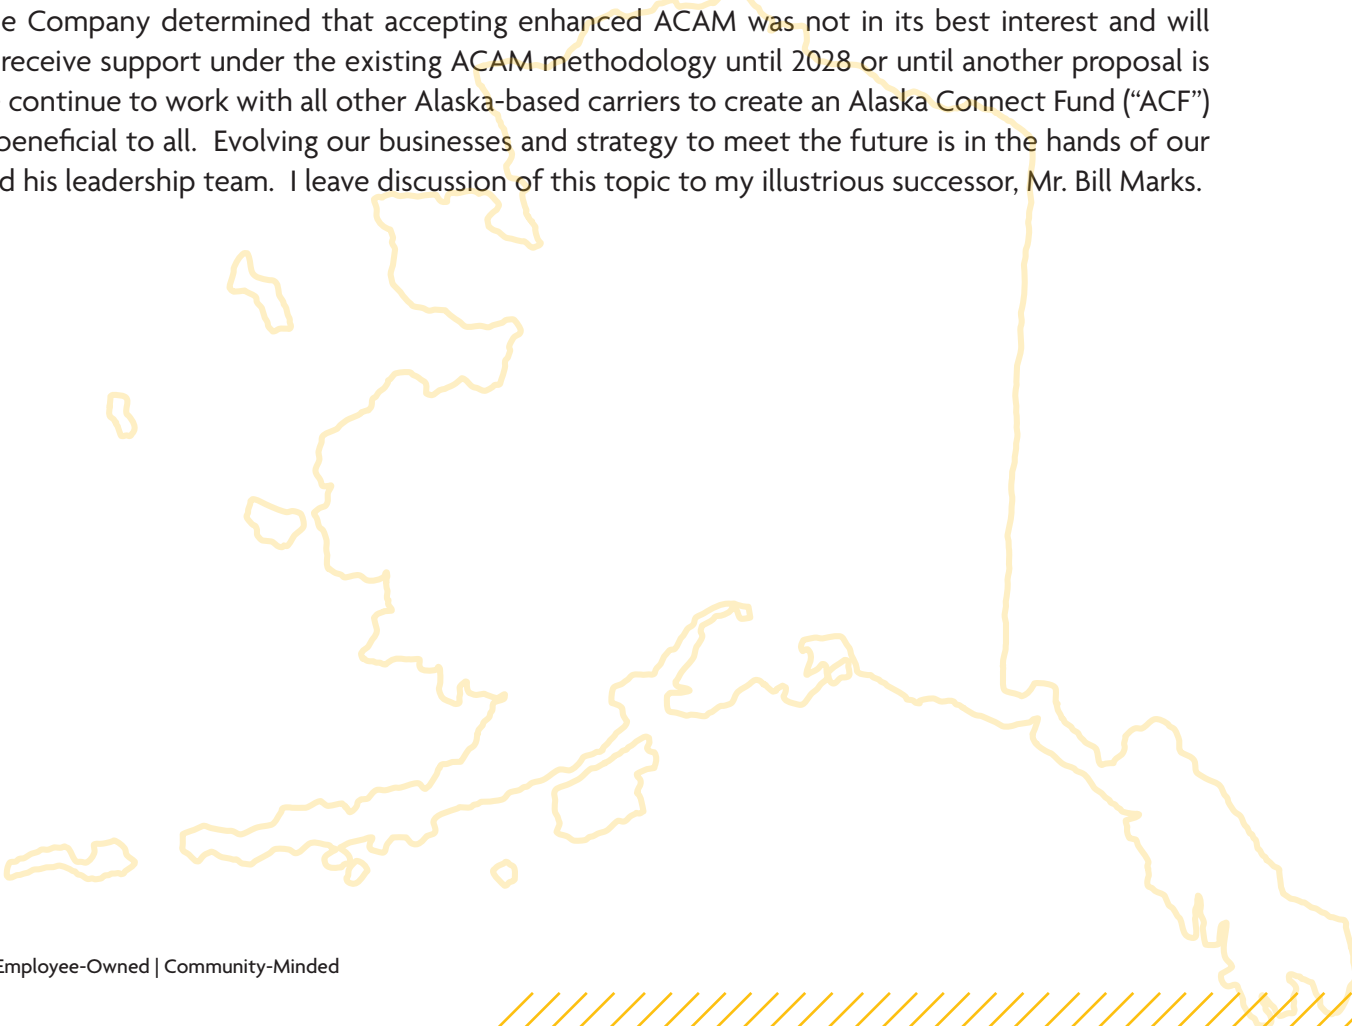 e Company determined that accepting enhanced ACAM was not in its best interest and will
receive support under the existing ACAM methodology until 2028 or until another proposal is
continue to work with all other Alaska-based carriers to create an Alaska Connect Fund (“ACF”)
beneficial to all.  Evolving our businesses and strategy to meet the future is in the hands of our
d his leadership team.  I leave discussion of this topic to my illustrious successor, Mr. Bill Marks.
Employee-Owned | Community-Minded